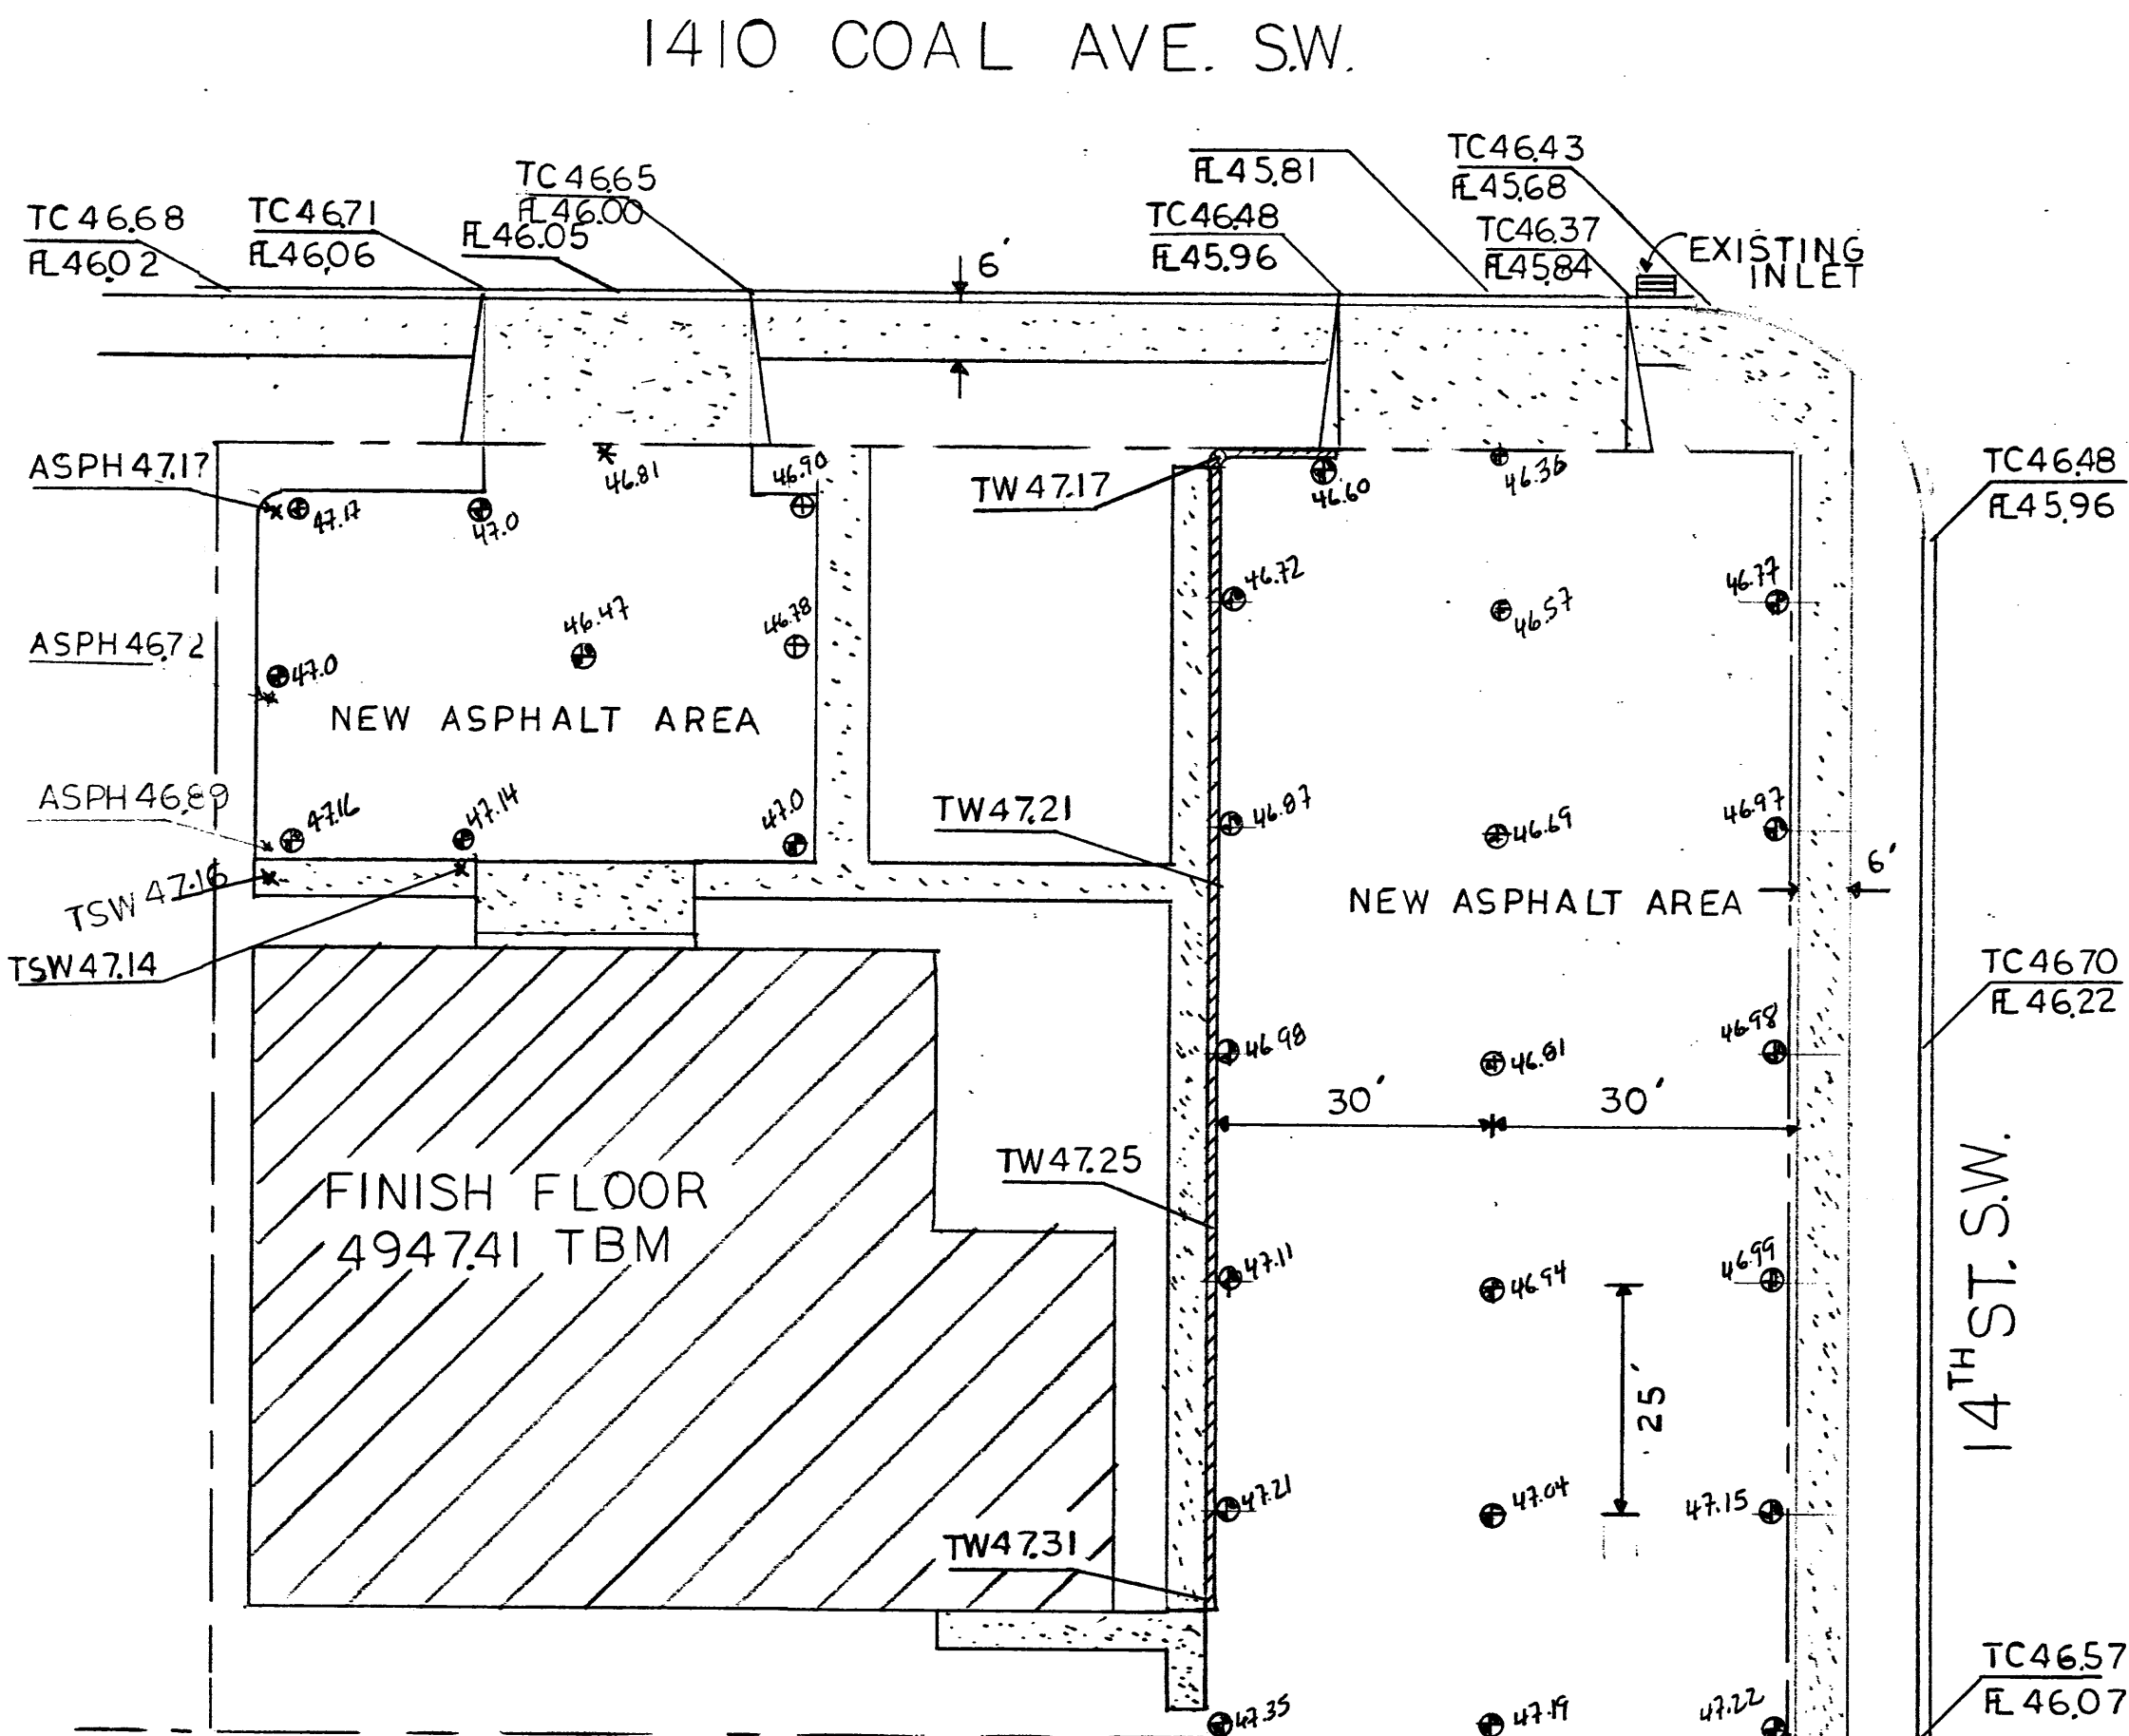 1410 COAL AVE. S.W.
TC 46.68
FL 46.02
TC 46.71
FL 46.06
TC 46.65
FL 46.00
FL 46.05
6'
FL 45.81
TC 46.48
FL 45.96
TC 46.43
FL 45.68
TC 46.37
FL 45.84
EXISTING
INLET
ASPH 47.17
47.17
47.0
46.81
46.90
TW 47.17
46.60
46.36
TC 46.48
FL 45.96
46.72
46.57
46.77
ASPH 46.72
47.0
46.47
46.78
NEW ASPHALT AREA
ASPH 46.89
47.16
47.14
47.0
TW 47.21
46.87
46.69
46.97
6'
NEW ASPHALT AREA
TSW 47.16
TSW 47.14
TC 46.70
FL 46.22
46.98
46.81
46.98
30'
30'
TW 47.25
FINISH FLOOR
4947.41 TBM
47.11
46.94
46.99
25'
14TH ST. S.W.
47.21
47.04
47.15
TW 47.31
TC 46.57
FL 46.07
47.35
47.19
47.22